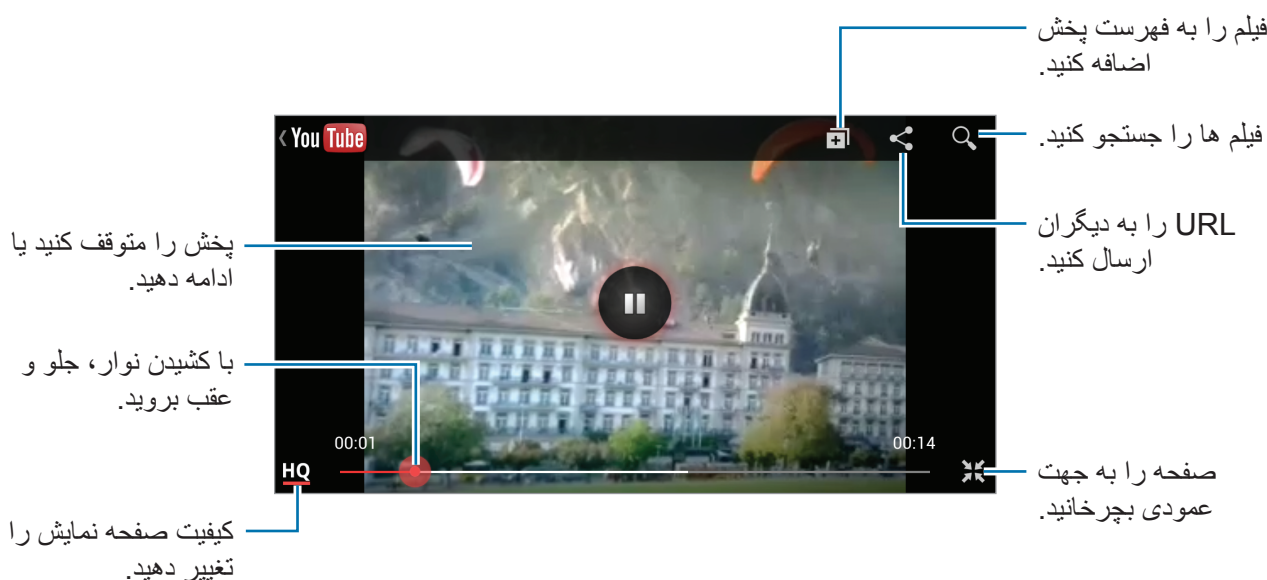 فیلم را به فهرست پخش
اضافه کنید.
You Tube
فیلم ها را جستجو کنید.
URL را به دیگران
ارسال کنید.
پخش را متوقف کنید یا
ادامه دهید.
با کشیدن نوار، جلو و
عقب بروید.
00:01
00:14
HQ
صفحه را به جهت
عمودی بچرخانید.
کیفیت صفحه نمایش را
تغییر دهید.